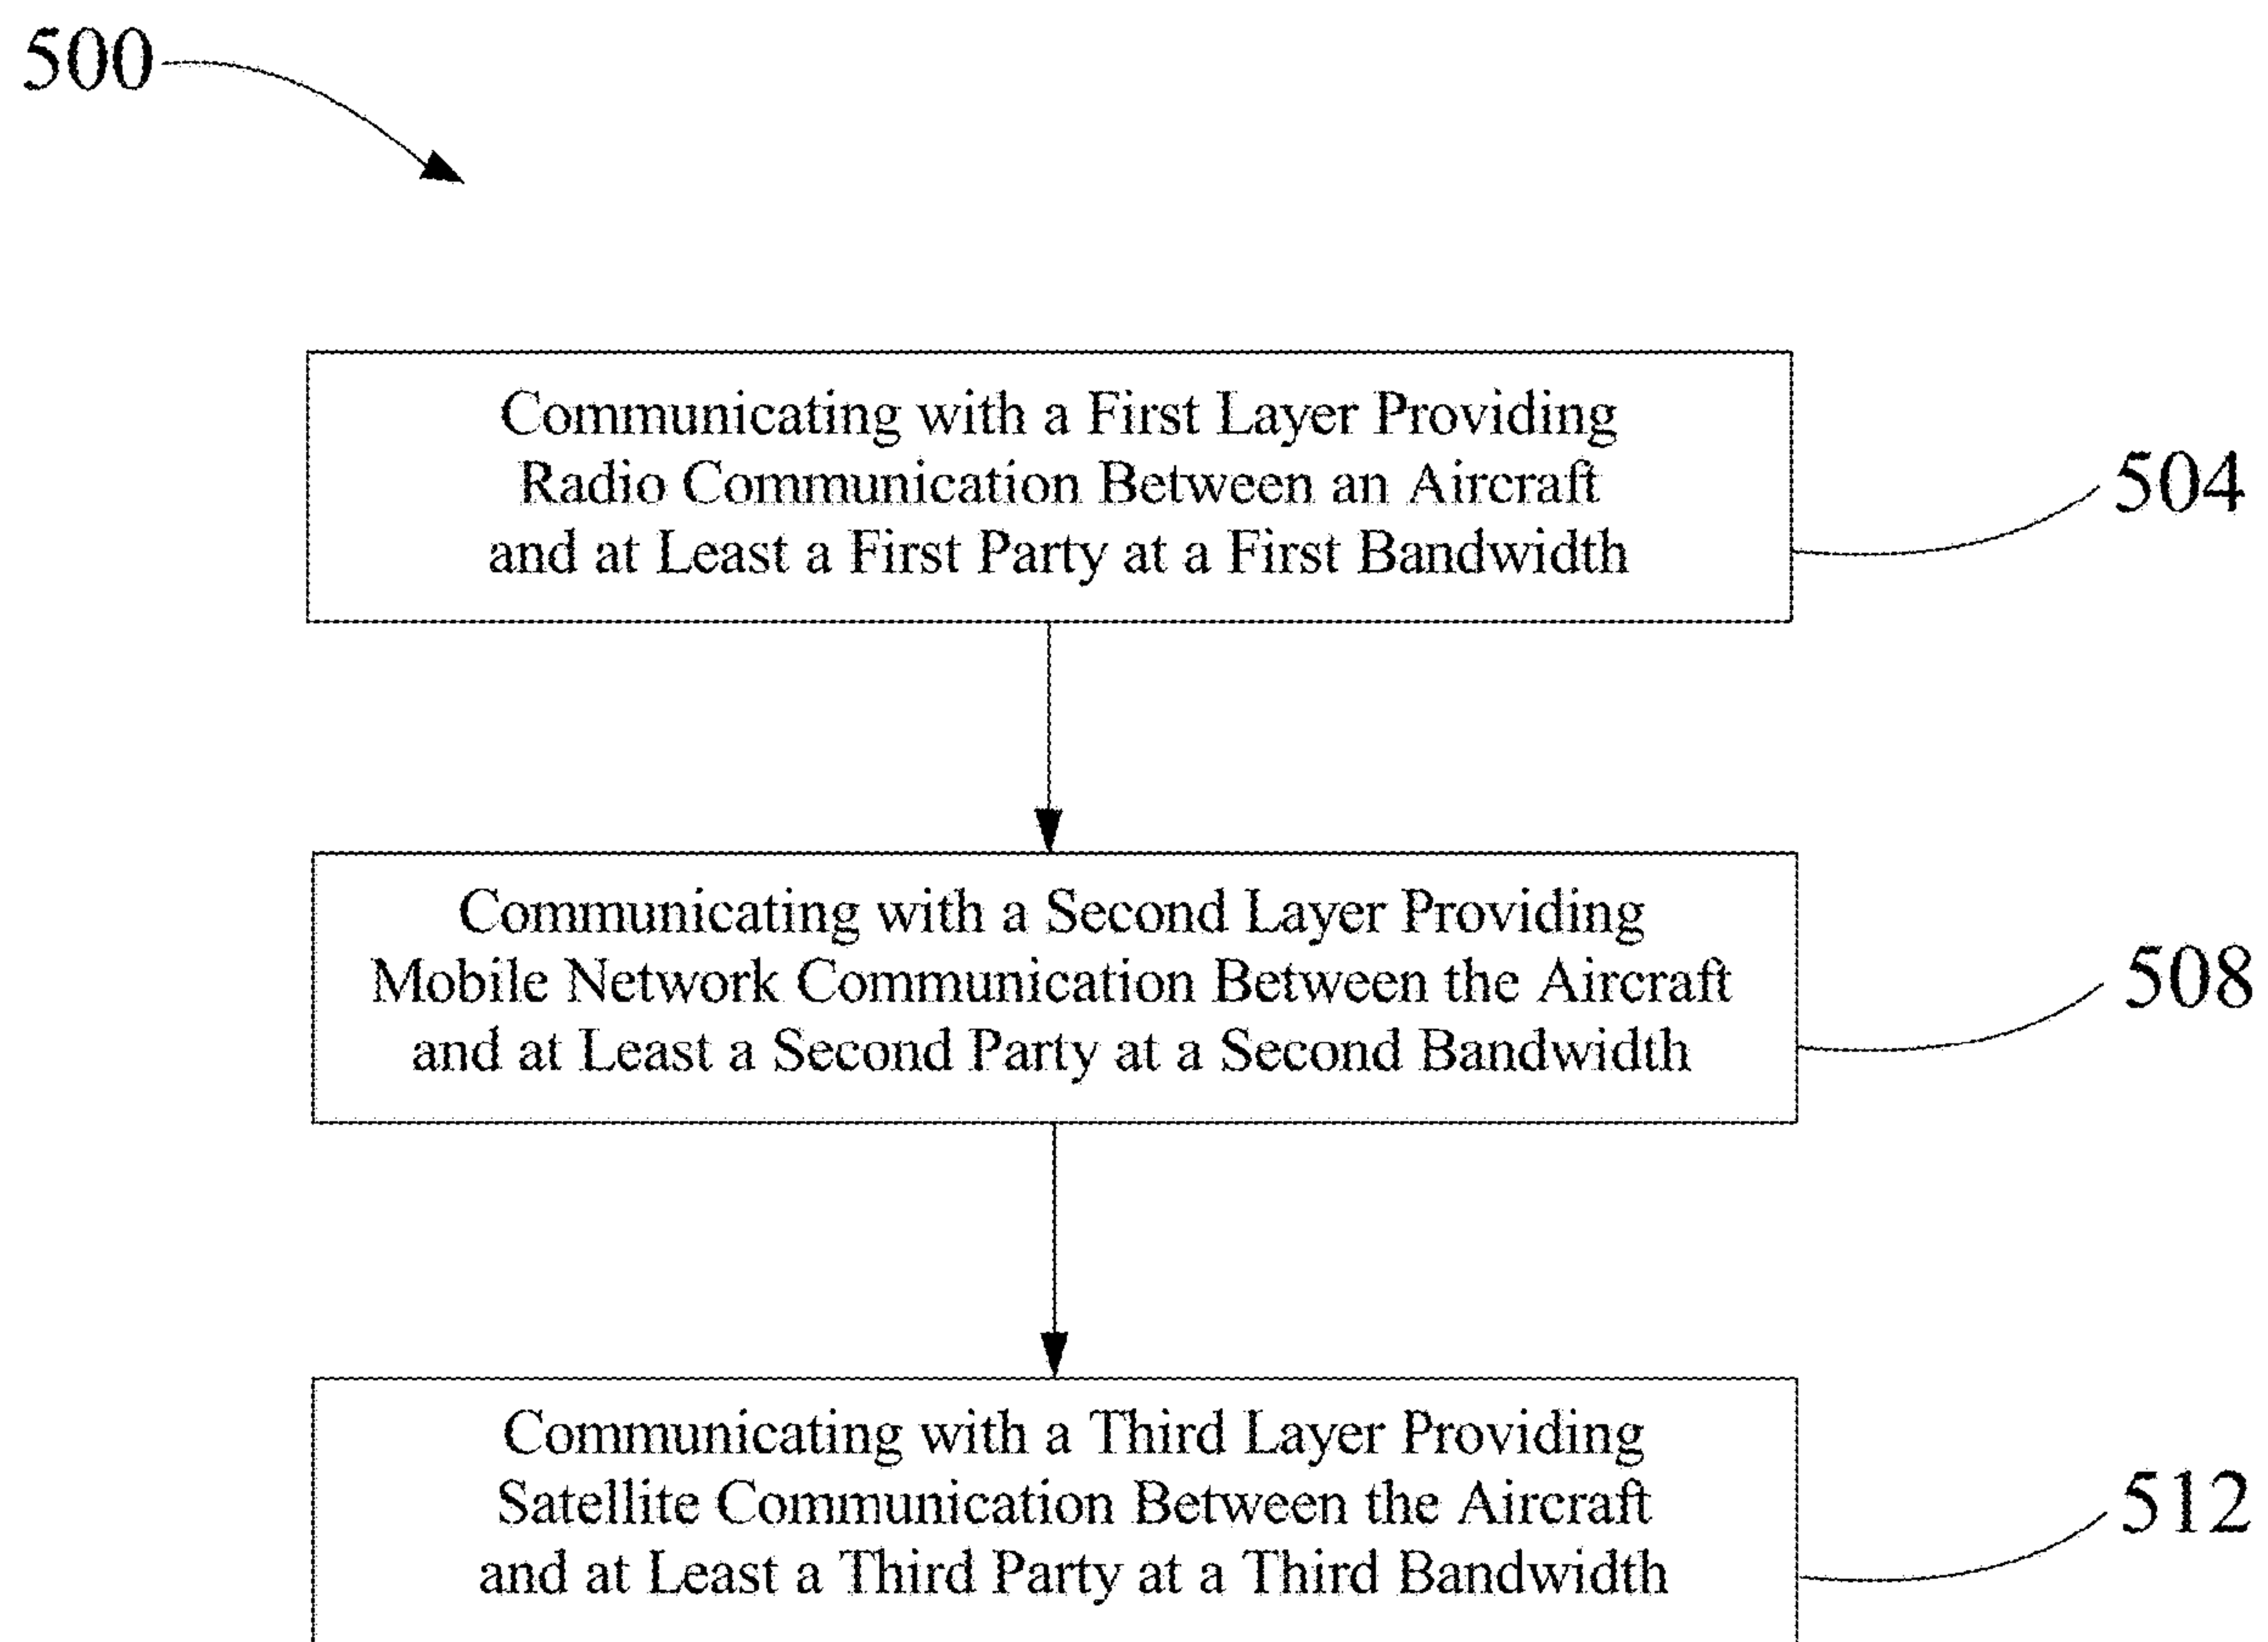 500
Communicating with a First Layer Providing
Radio Communication Between an Aircraft
and at Least a First Party at a First Bandwidth
504
Communicating with a Second Layer Providing
Mobile Network Communication Between the Aircraft
and at Least a Second Party at a Second Bandwidth
508
Communicating with a Third Layer Providing
Satellite Communication Between the Aircraft
and at Least a Third Party at a Third Bandwidth
512